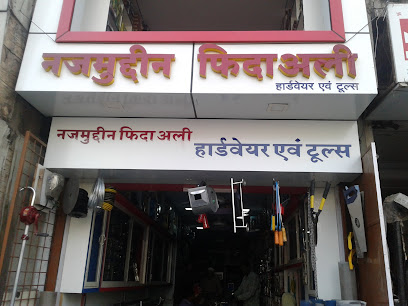 नजमुद्दीन फिदाअली
हार्डवेयर एवं टूल्स
नजमुद्दीन फिदा अली
हार्डवेयर एवं टूल्स